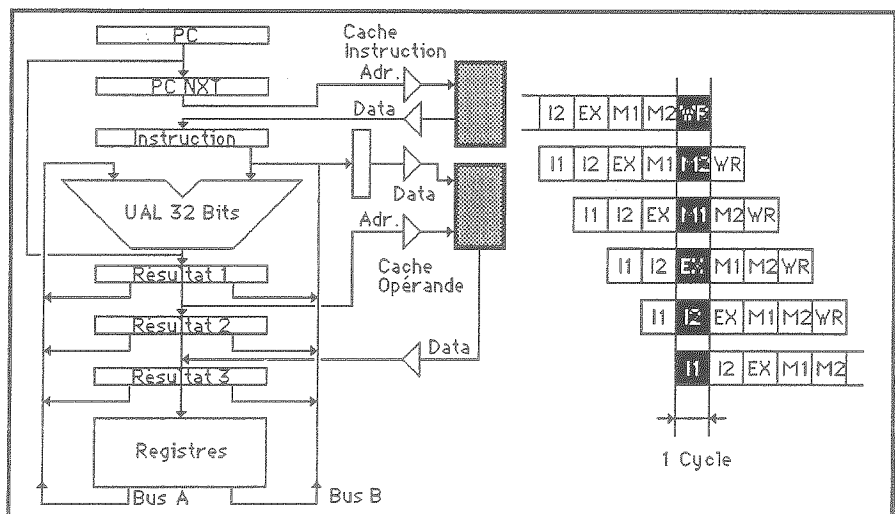 PC
PC NXT
Instruction
UAL 32 Bits
Résultat 1
Résultat 2
Résultat 3
Registres
Bus A
Bus B
Cache
Instruction
Adr.
Data
Data
Adr.
Cache
Opérande
Data
I2 EX M1 M2 WR
I1 I2 EX M1 M2 WR
I1 I2 EX M1 M2 WR
I1 I2 EX M1 M2 WR
I1 I2 EX M1 M2 WR
I1 I2 EX M1 M2
1 Cycle